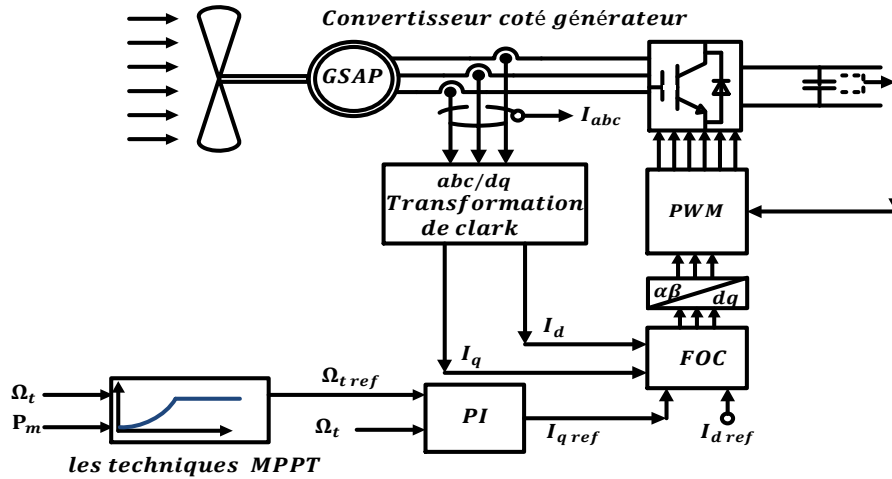 Convertisseur coté générateur
GSAP
I_abc
abc/dq
Transformation
de clark
PWM
αβ
dq
I_d
FOC
I_q
Ω_t
Ω_t ref
P_m
Ω_t
PI
I_q ref
I_d ref
les techniques MPPT